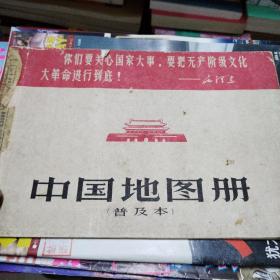 你们要关心国家大事，要把无产阶级文化
大革命进行到底！
——毛泽东
中国地图册
（普及本）